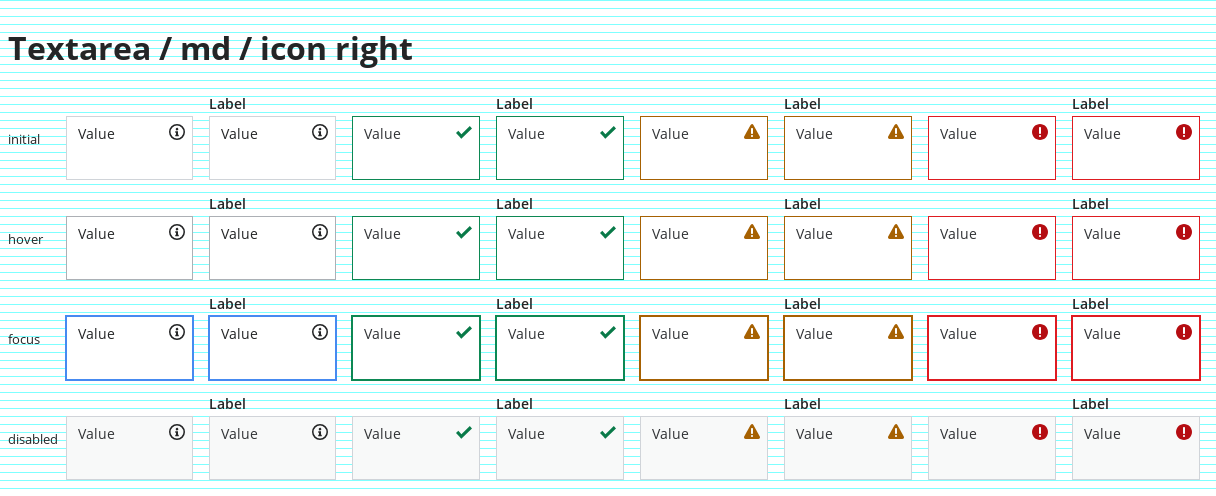 Textarea / md / icon right
Label Label Label Label
initial Value Value Value Value Value Value Value Value
Label Label Label Label
hover Value Value Value Value Value Value Value Value
Label Label Label Label
focus Value Value Value Value Value Value Value Value
Label Label Label Label
disabled Value Value Value Value Value Value Value Value